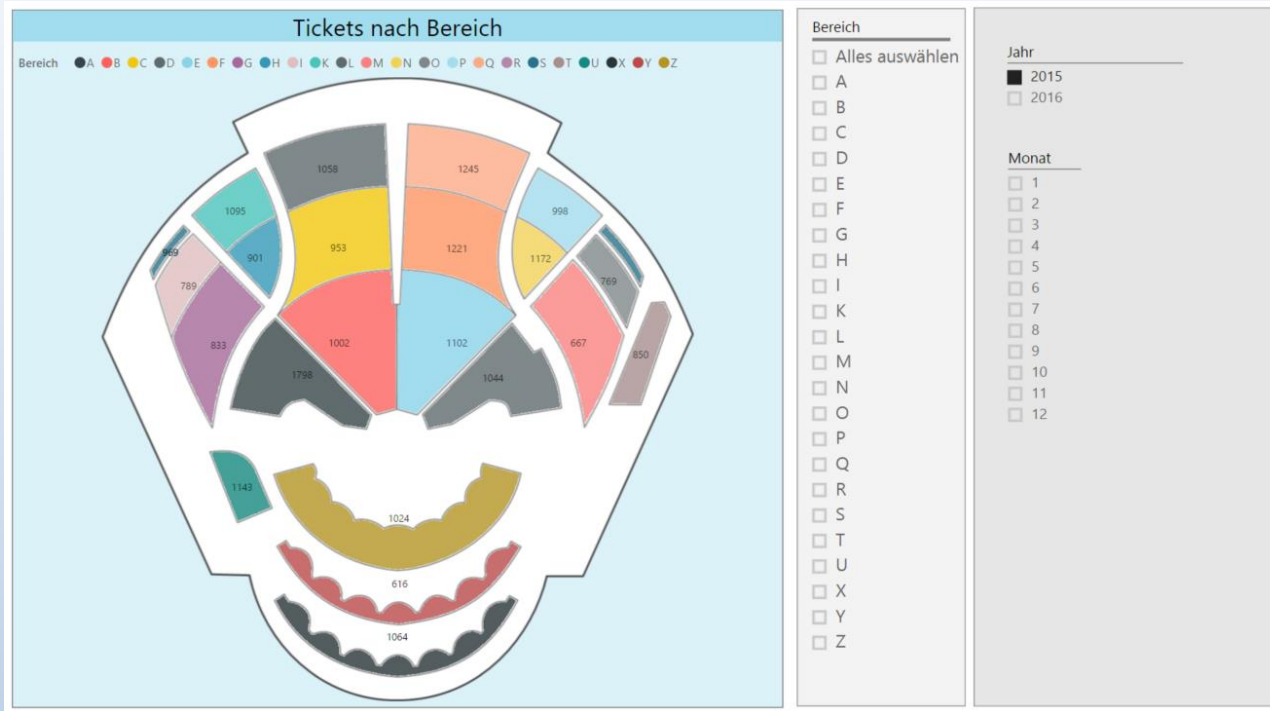 Tickets nach Bereich
Bereich A B C D E F G H I K L M N O P Q R S T U X Y Z
1058
1245
1095
998
969
901
953
1221
1172
789
769
833
1002
1102
667
850
1798
1044
1143
1024
616
1064
Bereich
Alles auswählen
A
B
C
D
E
F
G
H
I
K
L
M
N
O
P
Q
R
S
T
U
X
Y
Z
Jahr
2015
2016
Monat
1
2
3
4
5
6
7
8
9
10
11
12